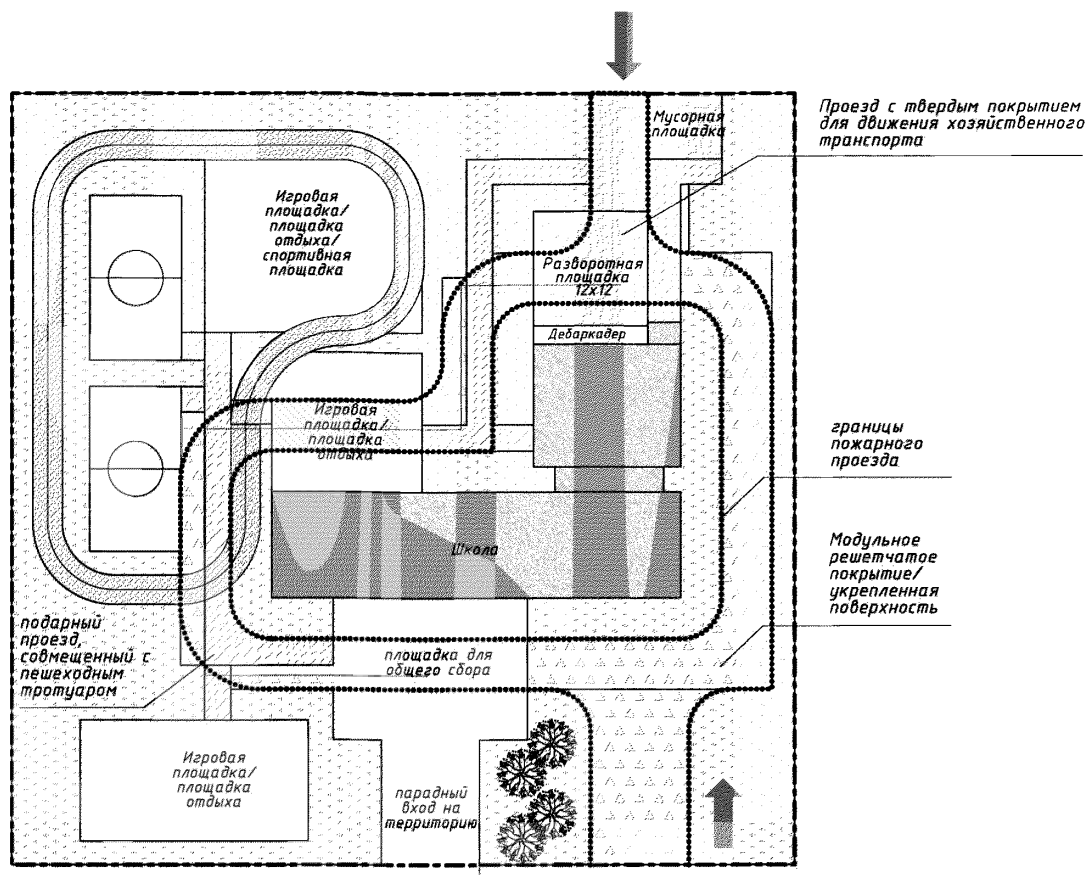 Мусорная
площадка
Проезд с твердым покрытием
для движения хозяйственного
транспорта
Игровая
площадка/
площадка
отдыха/
спортивная
площадка
Разворотная
площадка
12х12
Дебаркадер
Игровая
площадка/
площадка
отдыха
границы
пожарного
проезда
Школа
Модульное
решетчатое
покрытие/
укрепленная
поверхность
подарный
проезд,
совмещенный с
пешеходным
тротуаром
площадка для
общего сбора
Игровая
площадка/
площадка
отдыха
парадный
вход на
территорию